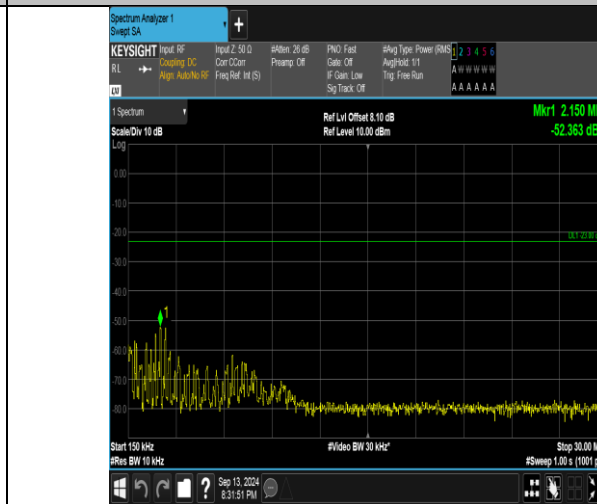 Spectrum Analyzer 1
Swept SA
+
KEYSIGHT
RL
LXI
Input: RF
Coupling: DC
Align: Auto/No RF
Input Z: 50 Ω
Corr CCorr
Freq Ref: Int (S)
#Atten: 26 dB
Preamp: Off
PNO: Fast
Gate: Off
IF Gain: Low
Sig Track: Off
#Avg Type: Power (RMS
Avg|Hold: 1/1
Trig: Free Run
1 2 3 4 5 6
A W W W W W
A A A A A A
1 Spectrum
Scale/Div 10 dB
Ref Lvl Offset 8.10 dB
Ref Level 10.00 dBm
Mkr1 2.150 M
-52.363 dB
Log
0.00
-10.0
-20.0
-30.0
-40.0
-50.0
-60.0
-70.0
-80.0
1
Start 150 kHz
#Res BW 10 kHz
#Video BW 30 kHz*
Stop 30.00 M
#Sweep 1.00 s (1001 p
?
Sep 13, 2024
8:31:51 PM